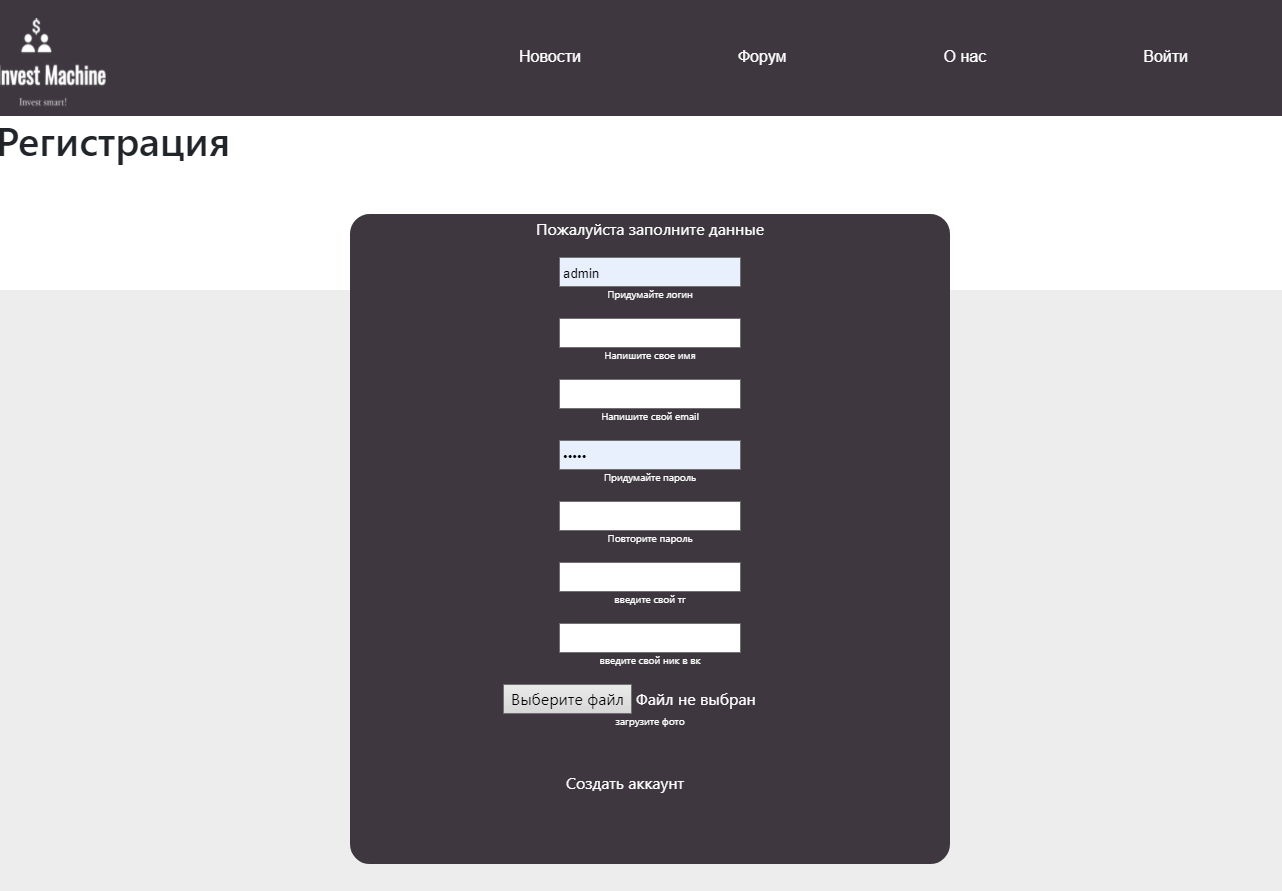 $
Invest Machine
Invest smart!
Новости
Форум
О нас
Войти
Регистрация
Пожалуйста заполните данные
admin
Придумайте логин
Напишите свое имя
Напишите свой email
•••••
Придумайте пароль
Повторите пароль
введите свой тг
введите свой ник в вк
Выберите файл Файл не выбран
загрузите фото
Создать аккаунт